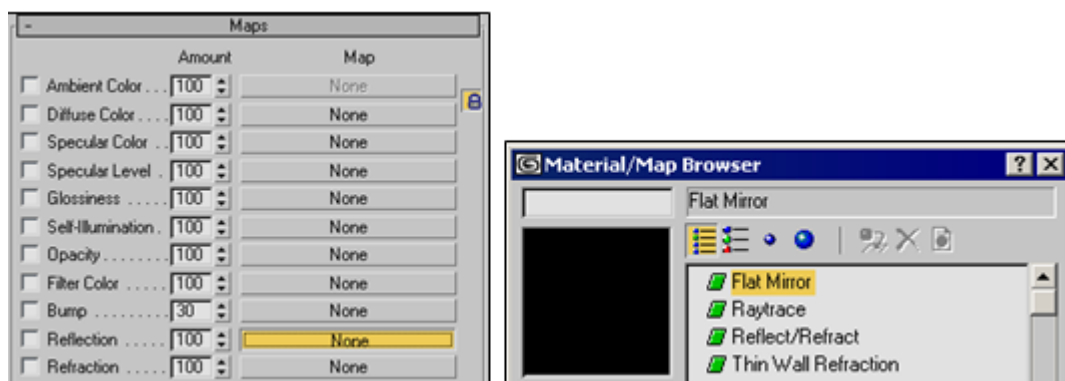 - Maps
Amount Map
Ambient Color . . . 100 None
Diffuse Color . . . . 100 None
Specular Color . . 100 None
Specular Level . 100 None
Glossiness . . . . . 100 None
Self-Illumination . 100 None
Opacity . . . . . . . . 100 None
Filter Color . . . . . 100 None
Bump . . . . . . . . . 30 None
Reflection . . . . . 100 None
Refraction . . . . . 100 None
Material/Map Browser
Flat Mirror
Flat Mirror
Raytrace
Reflect/Refract
Thin Wall Refraction